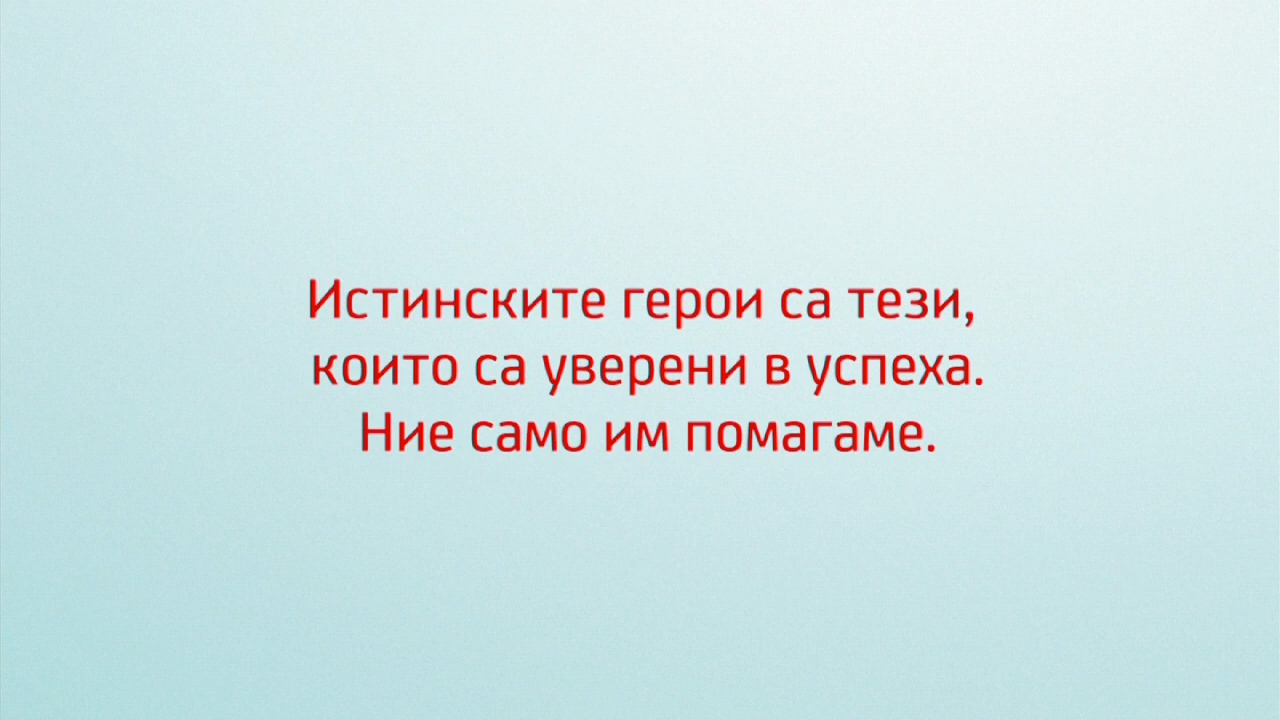 Истинските герои са тези,
които са уверени в успеха.
Ние само им помагаме.